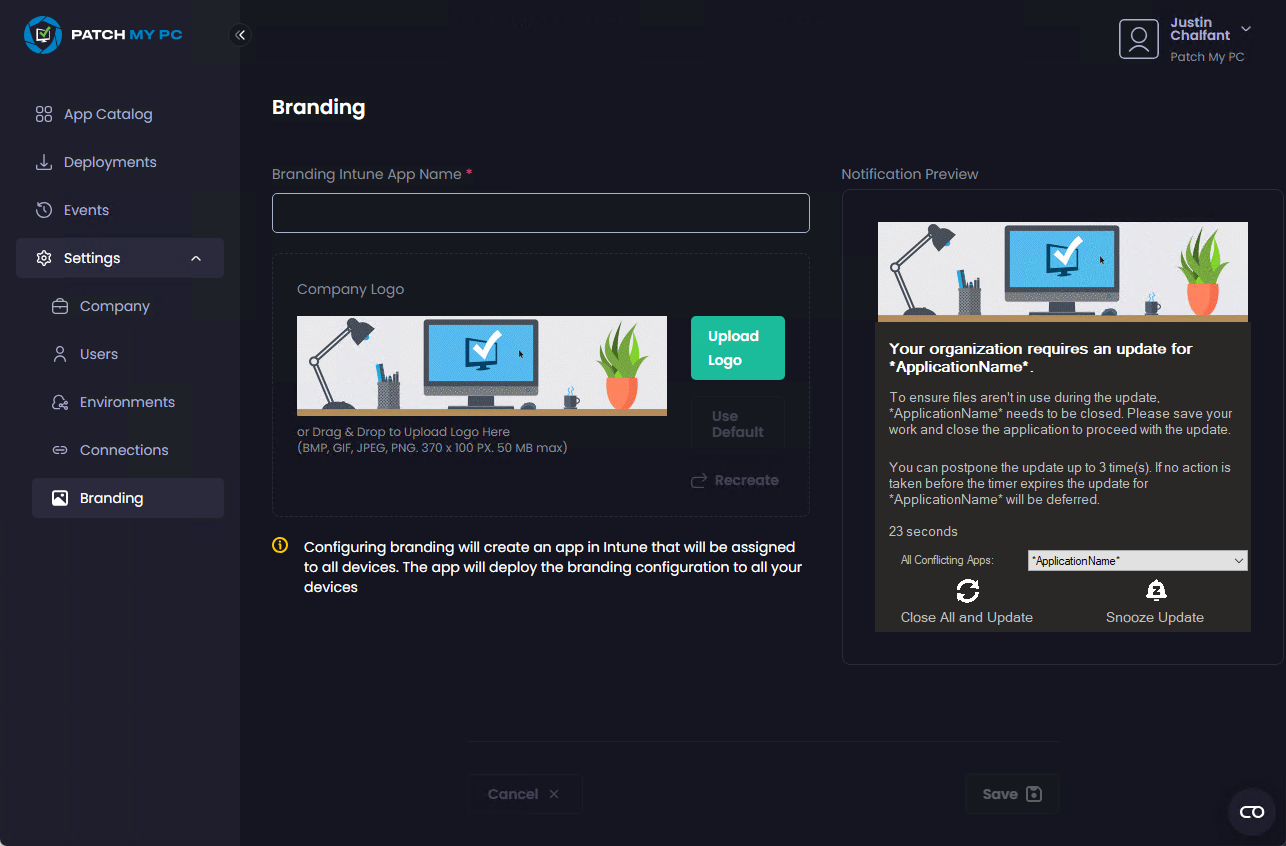 PATCH MY PC
Justin
Chalfant
Patch My PC
App Catalog
Deployments
Events
Settings
Company
Users
Environments
Connections
Branding
Branding
Branding Intune App Name *
Company Logo
Upload
Logo
or Drag & Drop to Upload Logo Here
(BMP, GIF, JPEG, PNG. 370 x 100 PX. 50 MB max)
Use
Default
Recreate
Configuring branding will create an app in Intune that will be assigned
to all devices. The app will deploy the branding configuration to all your
devices
Notification Preview
Your organization requires an update for
*ApplicationName*.
To ensure files aren't in use during the update,
*ApplicationName* needs to be closed. Please save your
work and close the application to proceed with the update.
You can postpone the update up to 3 time(s). If no action is
taken before the timer expires the update for
*ApplicationName* will be deferred.
23 seconds
All Conflicting Apps:
*ApplicationName*
Close All and Update
Snooze Update
Cancel
Save